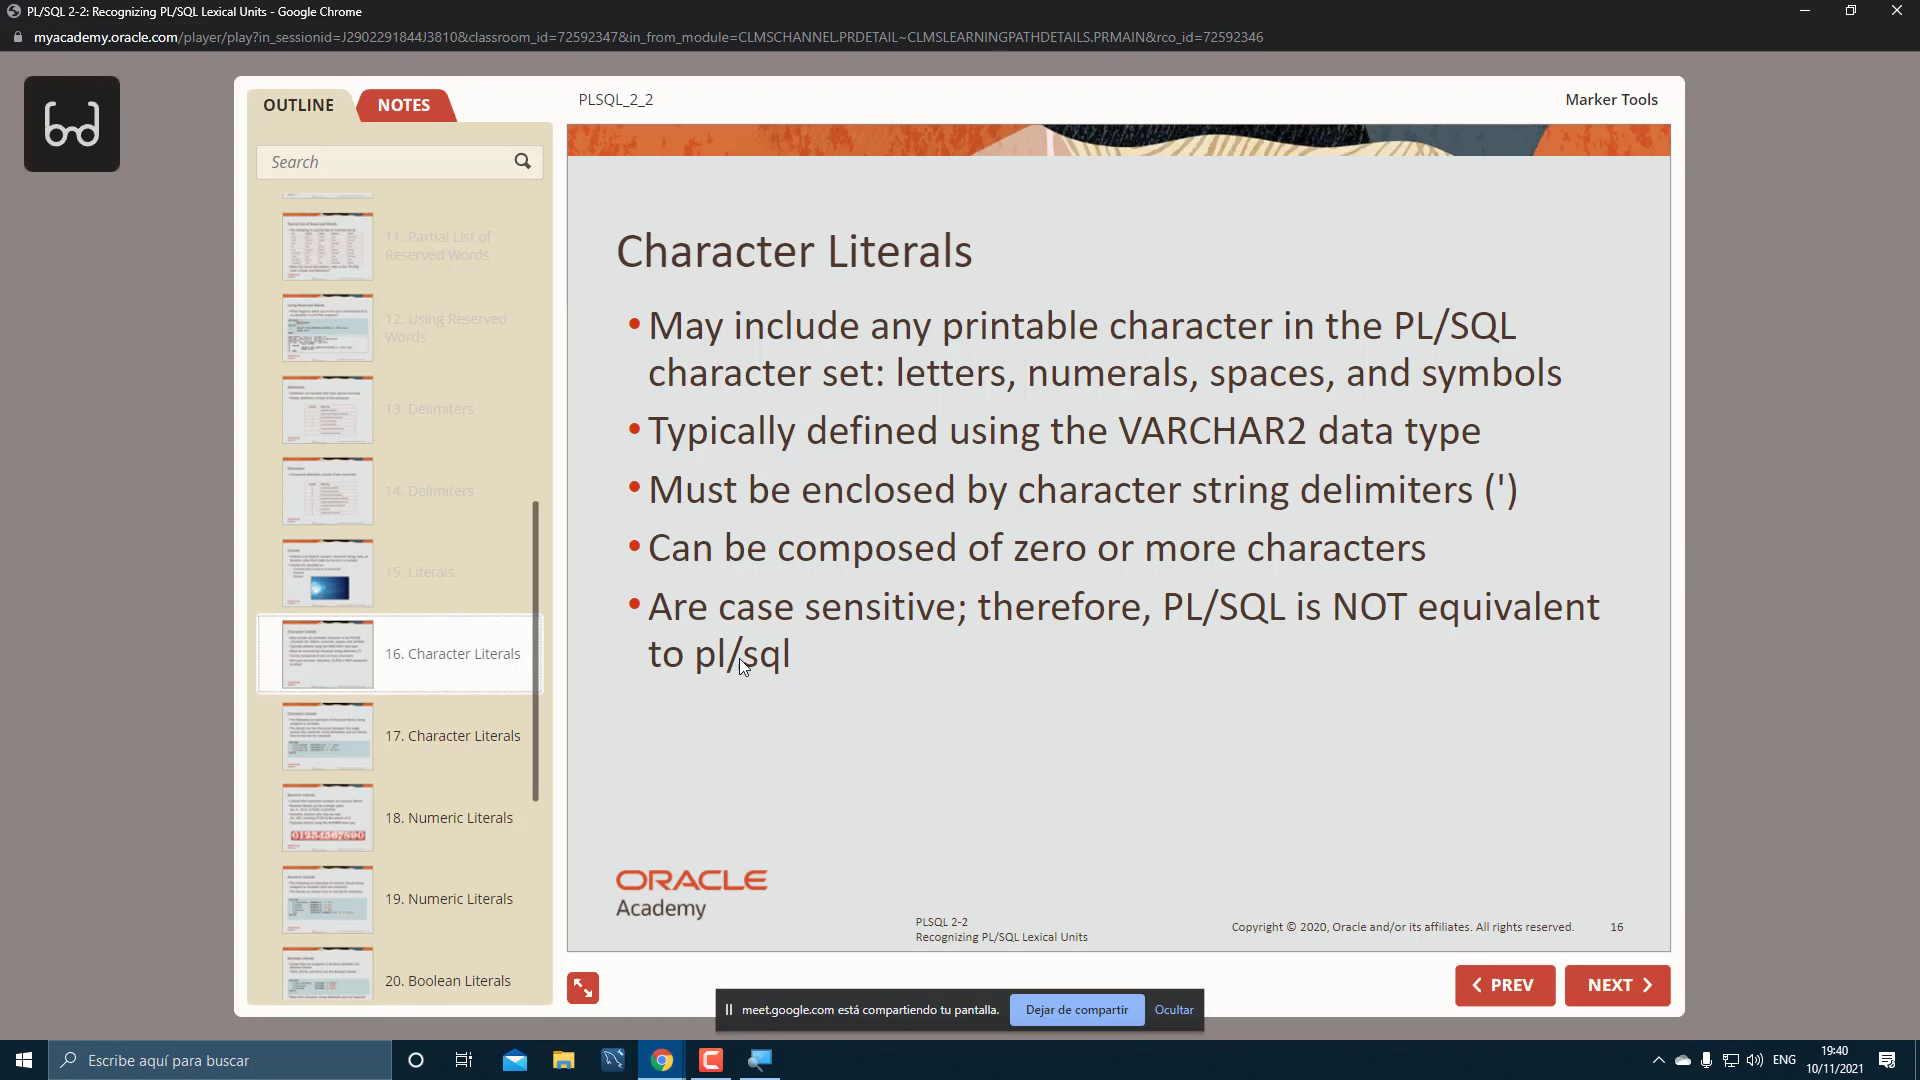 PL/SQL 2-2: Recognizing PL/SQL Lexical Units - Google Chrome
myacademy.oracle.com/player/play?in_sessionid=J2902291844J3810&classroom_id=72592347&in_from_module=CLMSCHANNEL.PRDETAIL~CLMSLEARNINGPATHDETAILS.PRMAIN&rco_id=72592346
OUTLINE
NOTES
Search
11. Partial List of
Reserved Words
12. Using Reserved
Words
13. Delimiters
14. Delimiters
15. Literals
16. Character Literals
17. Character Literals
18. Numeric Literals
19. Numeric Literals
20. Boolean Literals
PLSQL_2_2
Marker Tools
Character Literals
• May include any printable character in the PL/SQL
character set: letters, numerals, spaces, and symbols
• Typically defined using the VARCHAR2 data type
• Must be enclosed by character string delimiters (')
• Can be composed of zero or more characters
• Are case sensitive; therefore, PL/SQL is NOT equivalent
to pl/sql
ORACLE
Academy
PLSQL 2-2
Recognizing PL/SQL Lexical Units
Copyright © 2020, Oracle and/or its affiliates. All rights reserved.
16
PREV
NEXT
meet.google.com está compartiendo tu pantalla.
Dejar de compartir
Ocultar
Escribe aquí para buscar
ENG
19:40
10/11/2021